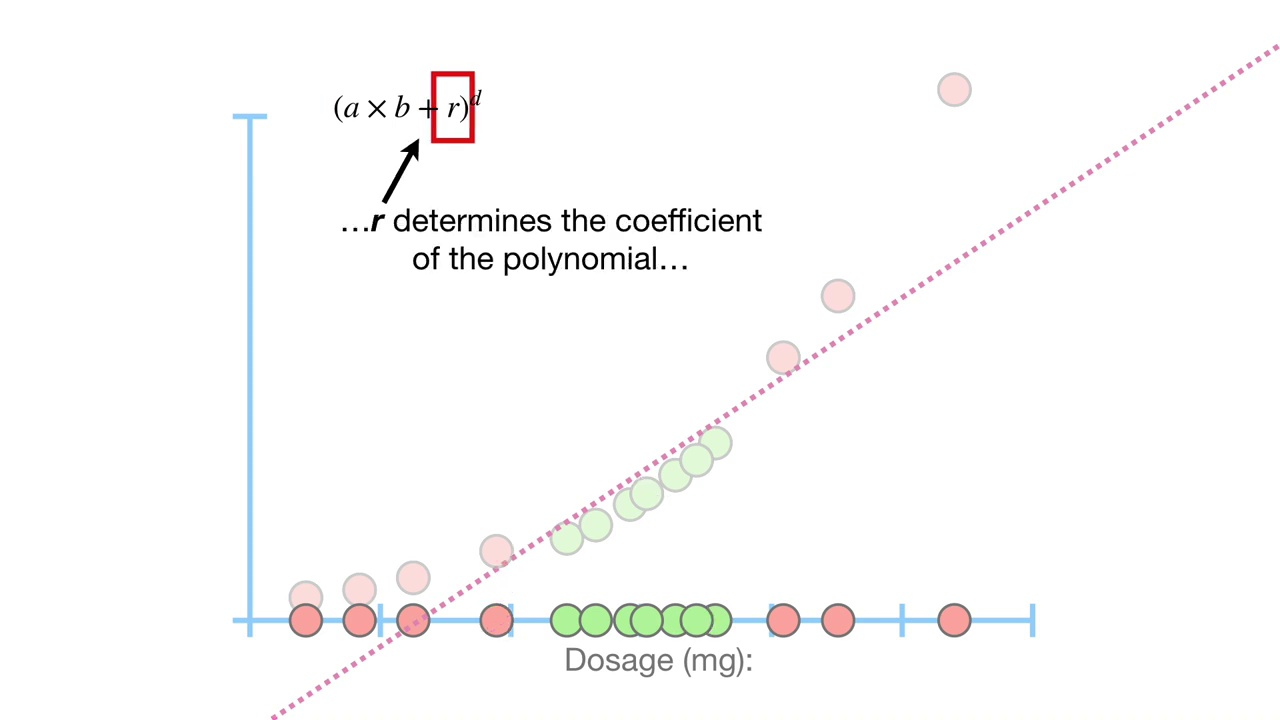 (a × b + r)^d
…r determines the coefficient
of the polynomial…
Dosage (mg):